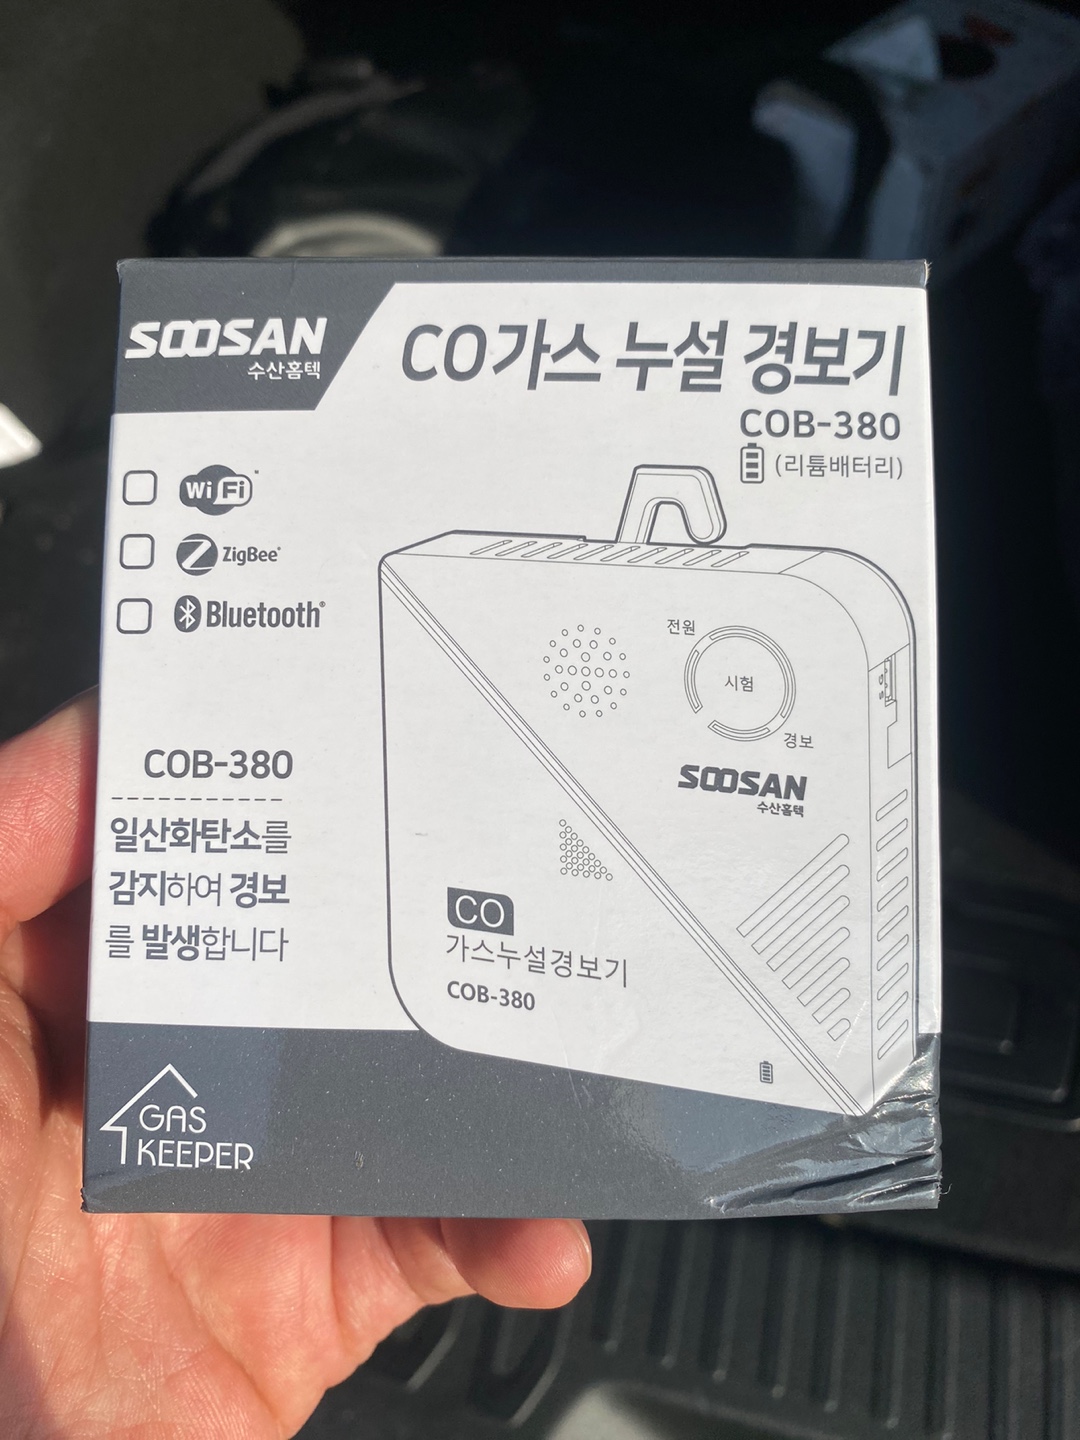 SOOSAN
수산홈텍
CO가스 누설 경보기
COB-380
(리튬배터리)
WiFi
ZigBee
Bluetooth
전원
시험
경보
SOOSAN
수산홈텍
COB-380
일산화탄소를
감지하여 경보
를 발생합니다
CO
가스누설경보기
COB-380
GAS
KEEPER